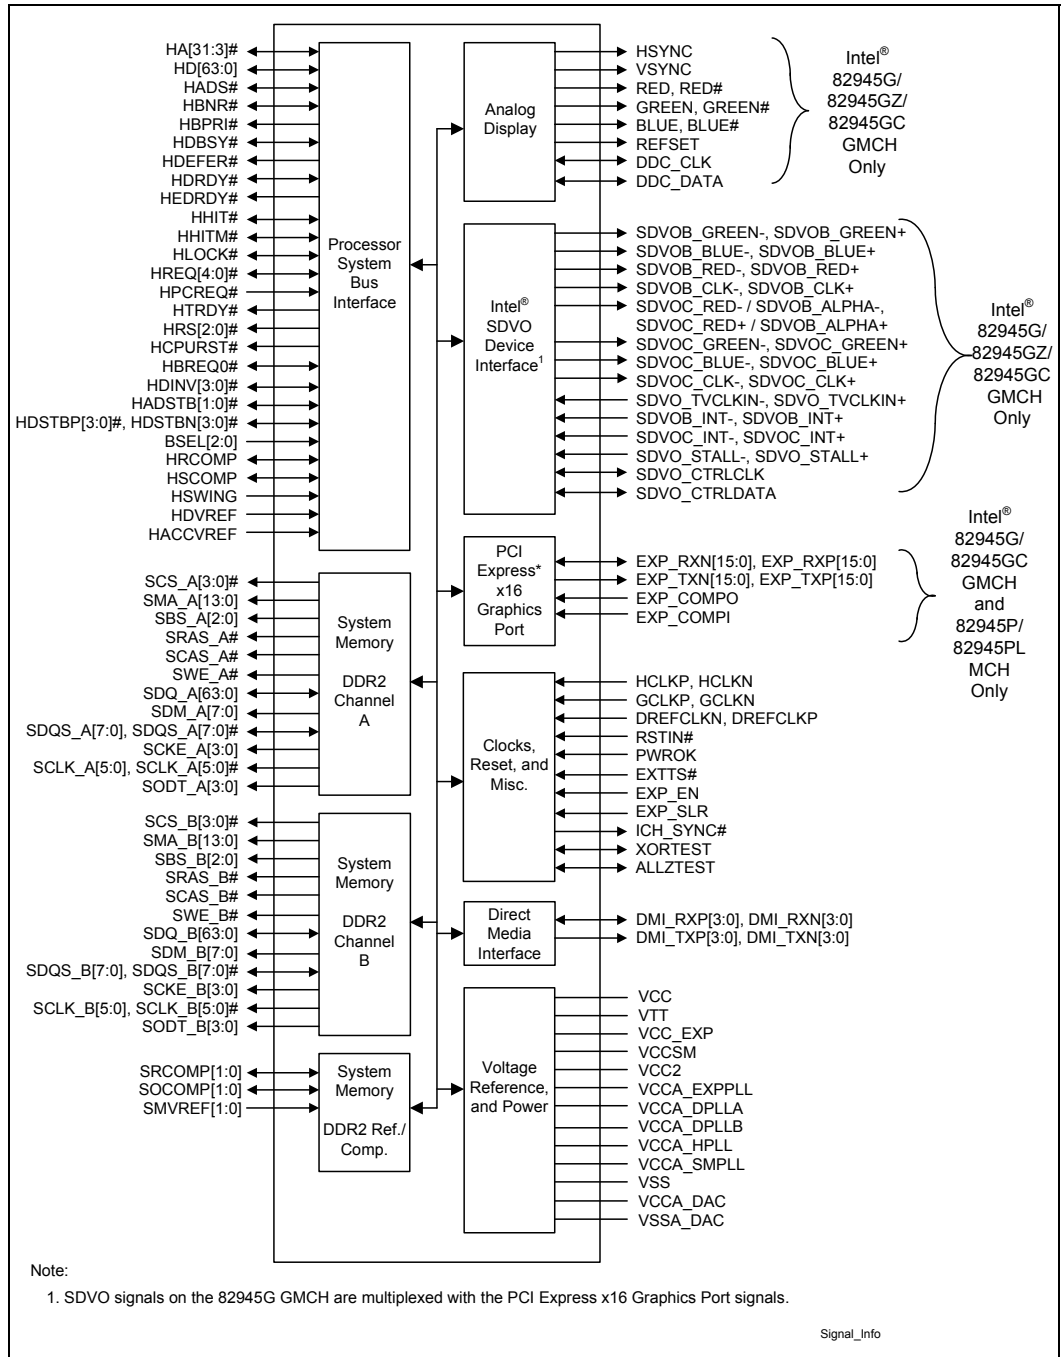 HA[31:3]#
HD[63:0]
HADS#
HBNR#
HBPRI#
HDBSY#
HDEFER#
HDRDY#
HEDRDY#
HHIT#
HHITM#
HLOCK#
HREQ[4:0]#
HPCREQ#
HTRDY#
HRS[2:0]#
HCPURST#
HBREQ0#
HDINV[3:0]#
HADSTB[1:0]#
HDSTBP[3:0]#, HDSTBN[3:0]#
BSEL[2:0]
HRCOMP
HSCOMP
HSWING
HDVREF
HACCVREF
Processor
System
Bus
Interface
SCS_A[3:0]#
SMA_A[13:0]
SBS_A[2:0]
SRAS_A#
SCAS_A#
SWE_A#
SDQ_A[63:0]
SDM_A[7:0]
SDQS_A[7:0], SDQS_A[7:0]#
SCKE_A[3:0]
SCLK_A[5:0], SCLK_A[5:0]#
SODT_A[3:0]
System
Memory
DDR2
Channel
A
SCS_B[3:0]#
SMA_B[13:0]
SBS_B[2:0]
SRAS_B#
SCAS_B#
SWE_B#
SDQ_B[63:0]
SDM_B[7:0]
SDQS_B[7:0], SDQS_B[7:0]#
SCKE_B[3:0]
SCLK_B[5:0], SCLK_B[5:0]#
SODT_B[3:0]
System
Memory
DDR2
Channel
B
SRCOMP[1:0]
SOCOMP[1:0]
SMVREF[1:0]
System
Memory
DDR2 Ref./
Comp.
Analog
Display
HSYNC
VSYNC
RED, RED#
GREEN, GREEN#
BLUE, BLUE#
REFSET
DDC_CLK
DDC_DATA
Intel®
82945G/
82945GZ/
82945GC
GMCH
Only
Intel®
SDVO
Device
Interface1
SDVOB_GREEN-, SDVOB_GREEN+
SDVOB_BLUE-, SDVOB_BLUE+
SDVOB_RED-, SDVOB_RED+
SDVOB_CLK-, SDVOB_CLK+
SDVOC_RED- / SDVOB_ALPHA-,
SDVOC_RED+ / SDVOB_ALPHA+
SDVOC_GREEN-, SDVOC_GREEN+
SDVOC_BLUE-, SDVOC_BLUE+
SDVOC_CLK-, SDVOC_CLK+
SDVO_TVCLKIN-, SDVO_TVCLKIN+
SDVOB_INT-, SDVOB_INT+
SDVOC_INT-, SDVOC_INT+
SDVO_STALL-, SDVO_STALL+
SDVO_CTRLCLK
SDVO_CTRLDATA
Intel®
82945G/
82945GZ/
82945GC
GMCH
Only
PCI
Express*
x16
Graphics
Port
EXP_RXN[15:0], EXP_RXP[15:0]
EXP_TXN[15:0], EXP_TXP[15:0]
EXP_COMPO
EXP_COMPI
Intel®
82945G/
82945GC
GMCH
and
82945P/
82945PL
MCH
Only
Clocks,
Reset, and
Misc.
HCLKP, HCLKN
GCLKP, GCLKN
DREFCLKN, DREFCLKP
RSTIN#
PWROK
EXTTS#
EXP_EN
EXP_SLR
ICH_SYNC#
XORTEST
ALLZTEST
Direct
Media
Interface
DMI_RXP[3:0], DMI_RXN[3:0]
DMI_TXP[3:0], DMI_TXN[3:0]
Voltage
Reference,
and Power
VCC
VTT
VCC_EXP
VCCSM
VCC2
VCCA_EXPPLL
VCCA_DPLLA
VCCA_DPLLB
VCCA_HPLL
VCCA_SMPLL
VSS
VCCA_DAC
VSSA_DAC
Note:
1. SDVO signals on the 82945G GMCH are multiplexed with the PCI Express x16 Graphics Port signals.
Signal_Info